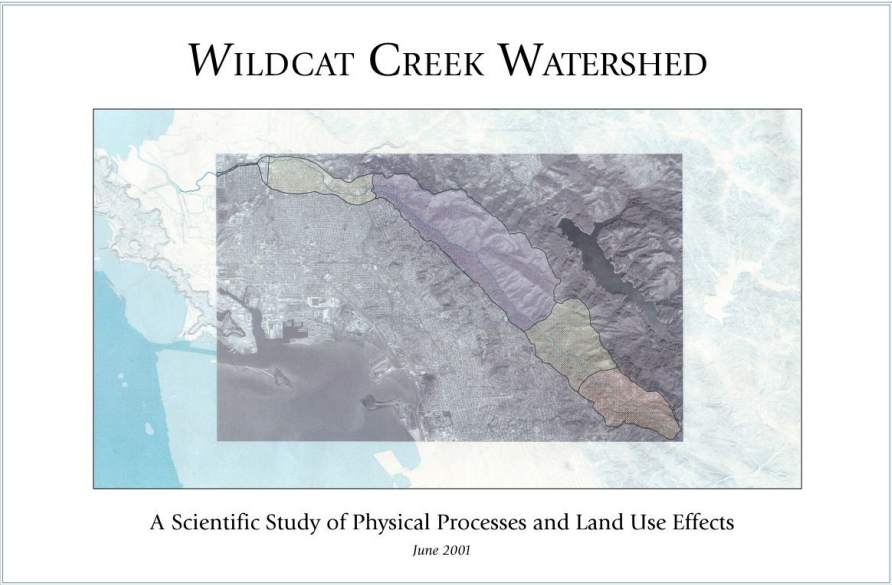 WILDCAT CREEK WATERSHED
A Scientific Study of Physical Processes and Land Use Effects
June 2001